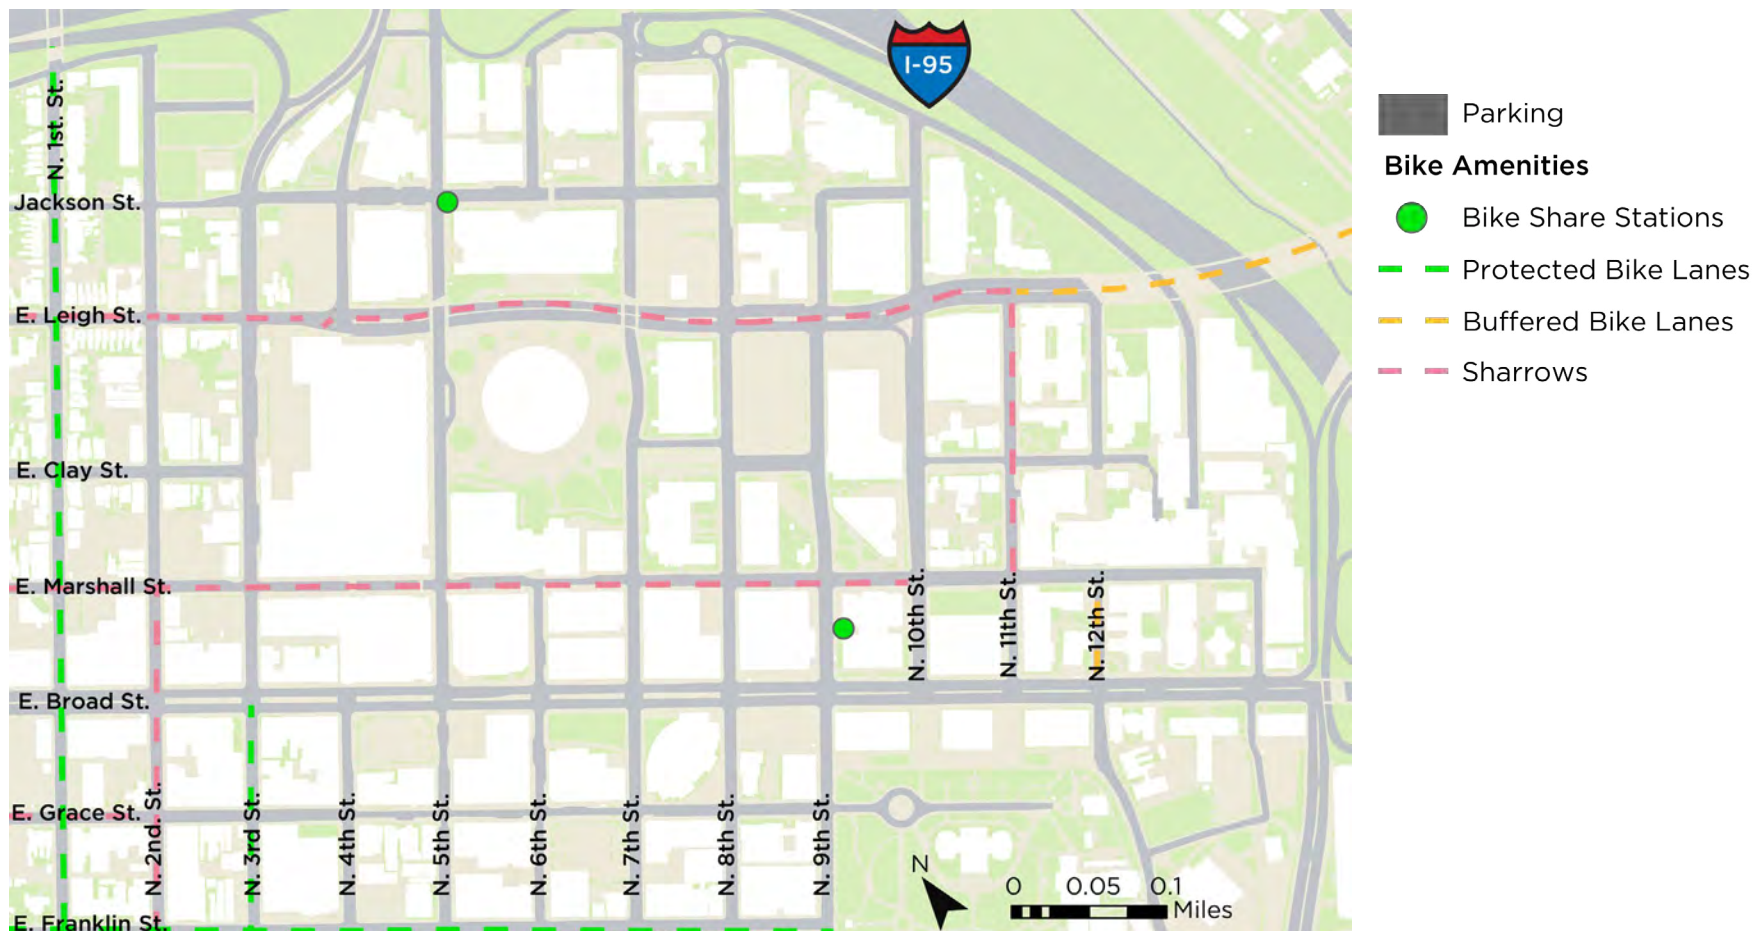 I-95
N. 1st. St.
Jackson St.
E. Leigh St.
E. Clay St.
E. Marshall St.
N. 10th St.
N. 11th St.
N. 12th St.
E. Broad St.
E. Grace St.
N. 2nd. St.
N. 3rd St.
N. 4th St.
N. 5th St.
N. 6th St.
N. 7th St.
N. 8th St.
N. 9th St.
E. Franklin St.
N
0 0.05 0.1
Miles
Parking
Bike Amenities
Bike Share Stations
Protected Bike Lanes
Buffered Bike Lanes
Sharrows